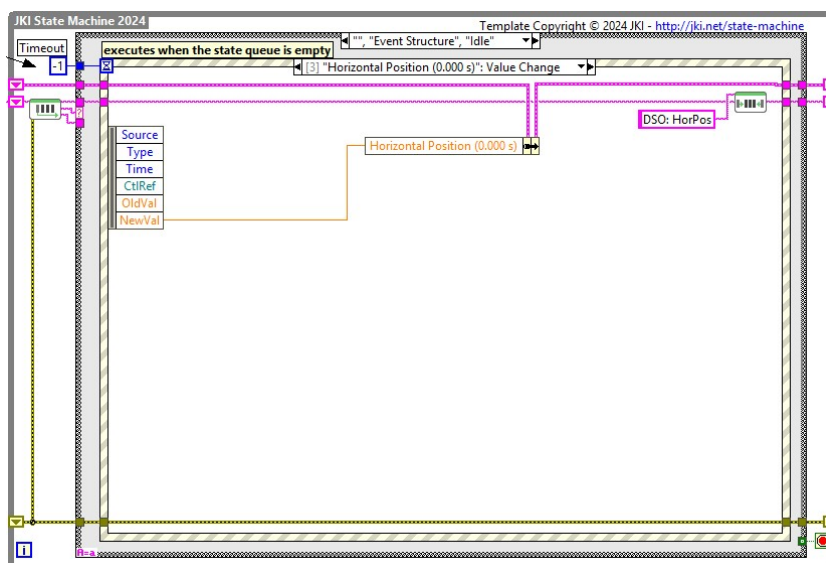 JKI State Machine 2024
Template Copyright © 2024 JKI - http://jki.net/state-machine
Timeout
-1
executes when the state queue is empty
"", "Event Structure", "Idle"
[3] "Horizontal Position (0.000 s)": Value Change
DSO: HorPos
Source
Type
Time
CtlRef
OldVal
NewVal
Horizontal Position (0.000 s)
?
i
A=a